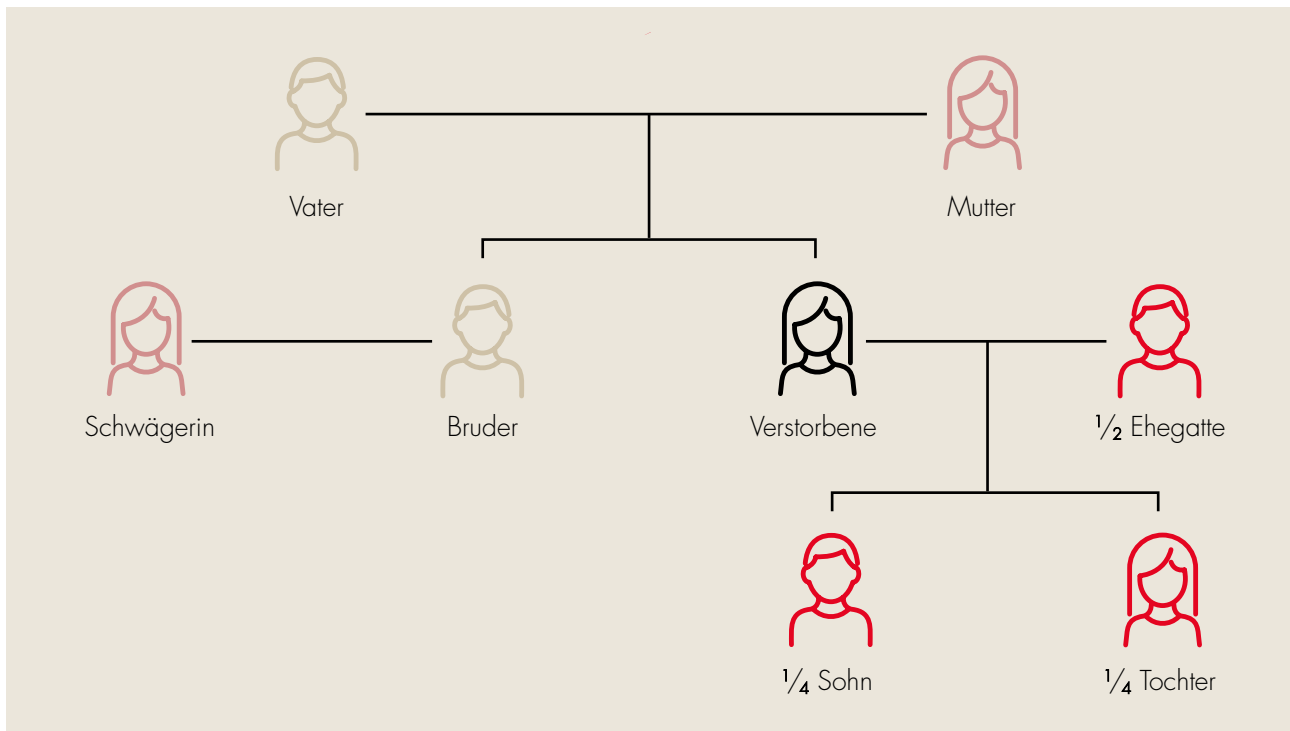 Vater
Mutter
Schwägerin
Bruder
Verstorbene
½ Ehegatte
¼ Sohn
¼ Tochter